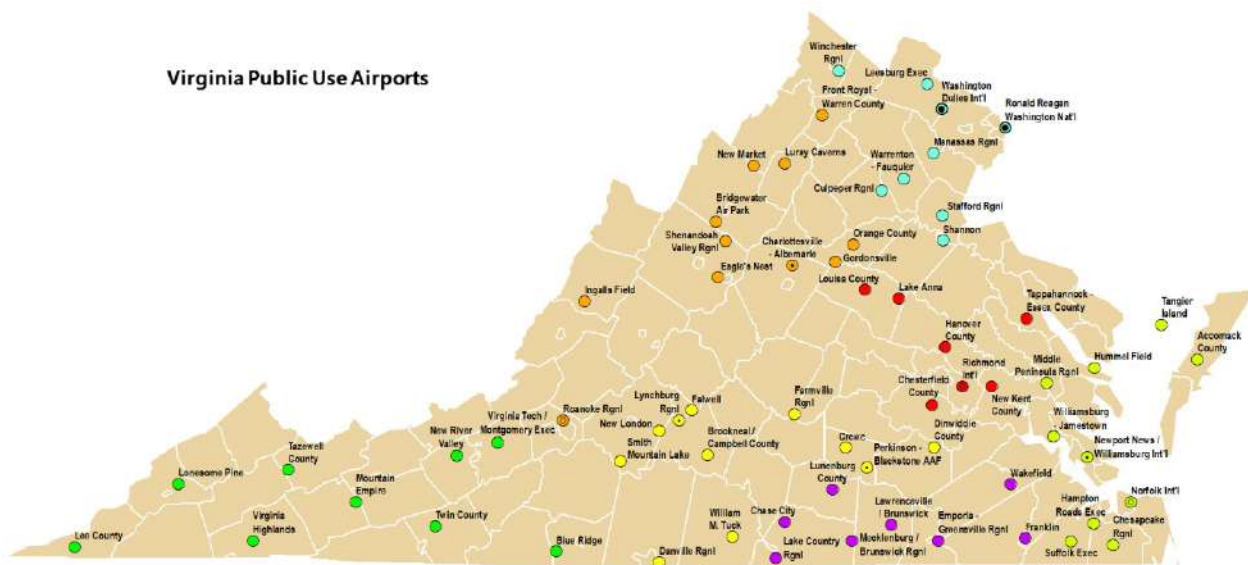 Virginia Public Use Airports
Winchester
Rgnl
Leesburg Exec
Washington
Dulles Int'l
Front Royal -
Warren County
Ronald Reagan
Washington Nat'l
Manassas Rgnl
New Market
Luray Caverns
Warrenton
- Fauquier
Culpeper Rgnl
Bridgewater
Air Park
Stafford Rgnl
Shenandoah
Valley Rgnl
Charlottesville
- Albemarle
Orange County
Shannon
Gordonsville
Eagle's Nest
Louisa County
Lake Anna
Ingalls Field
Tappahannock -
Essex County
Tangier
Island
Hanover
County
Accomack
County
Middle
Peninsula Rgnl
Hummel Field
Richmond
Int'l
Chesterfield
County
New Kent
County
Farmville
Rgnl
Lynchburg
Rgnl
Falwell
Virginia Tech /
Montgomery Exec
Roanoke Rgnl
New London
Dinwiddie
County
Williamsburg
- Jamestown
New River
Valley
Smith
Mountain Lake
Brookneal /
Campbell County
Crewe
Perkinson -
Blackstone AAF
Newport News /
Williamsburg Int'l
Tazewell
County
Lonesome Pine
Mountain
Empire
Lunenburg
County
Wakefield
Norfolk Int'l
Hampton
Roads Exec
Virginia
Highlands
Twin County
William
M. Tuck
Chase City
Lawrenceville
/ Brunswick
Emporia -
Greensville Rgnl
Franklin
Chesapeake
Rgnl
Lee County
Blue Ridge
Danville Rgnl
Lake Country
Rgnl
Mecklenburg /
Brunswick Rgnl
Suffolk Exec